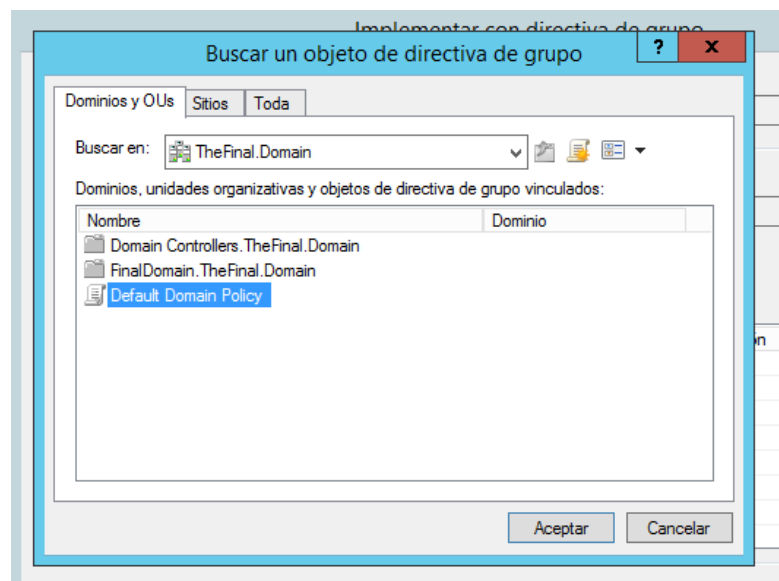 Implementar con directiva de grupo
Buscar un objeto de directiva de grupo
?
x
Dominios y OUs
Sitios
Toda
Buscar en:
TheFinal.Domain
Dominios, unidades organizativas y objetos de directiva de grupo vinculados:
Nombre
Dominio
Domain Controllers.TheFinal.Domain
FinalDomain.TheFinal.Domain
Default Domain Policy
ón
Aceptar
Cancelar